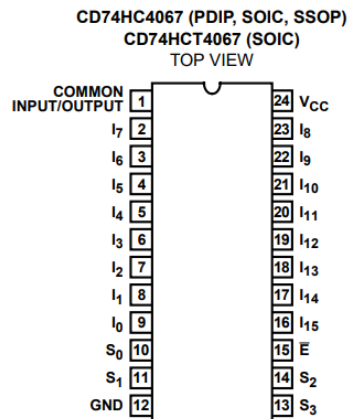 CD74HC4067 (PDIP, SOIC, SSOP)
CD74HCT4067 (SOIC)
TOP VIEW
COMMON
INPUT/OUTPUT 1 24 VCC
I7 2 23 I8
I6 3 22 I9
I5 4 21 I10
I4 5 20 I11
I3 6 19 I12
I2 7 18 I13
I1 8 17 I14
I0 9 16 I15
S0 10 15 E̅
S1 11 14 S2
GND 12 13 S3